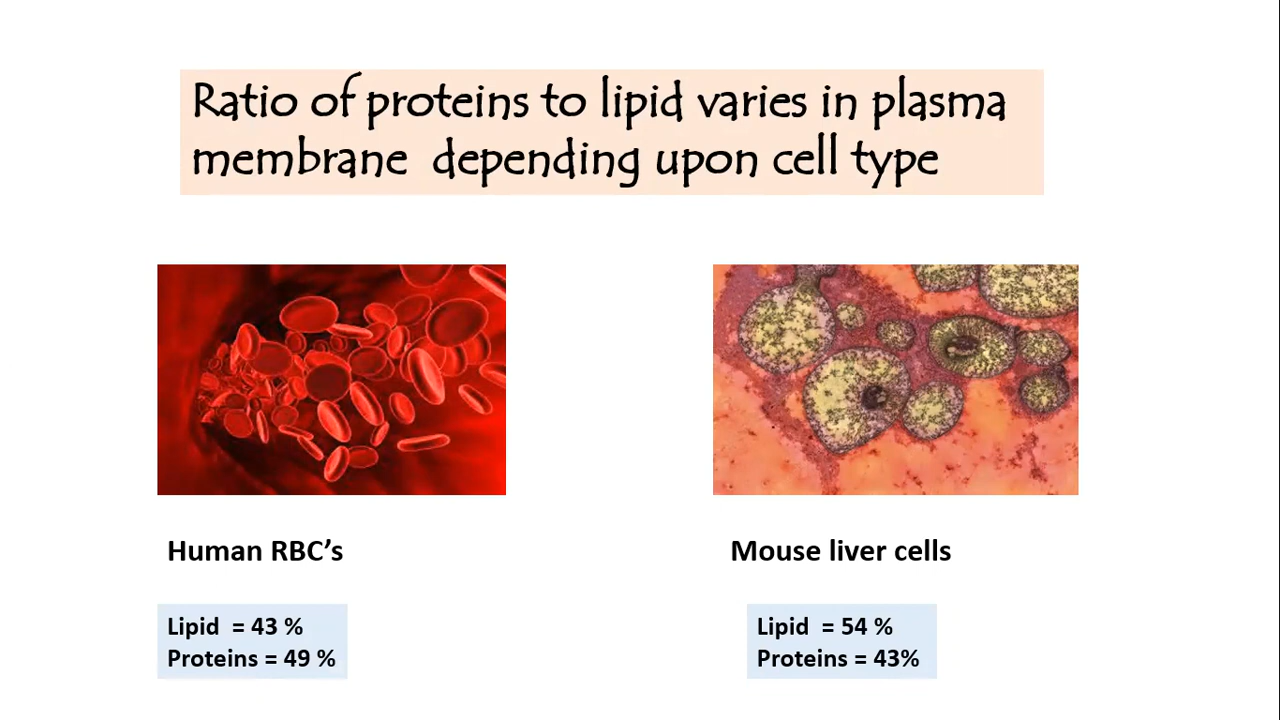 Ratio of proteins to lipid varies in plasma
membrane depending upon cell type
Human RBC’s
Mouse liver cells
Lipid = 43 %
Proteins = 49 %
Lipid = 54 %
Proteins = 43%